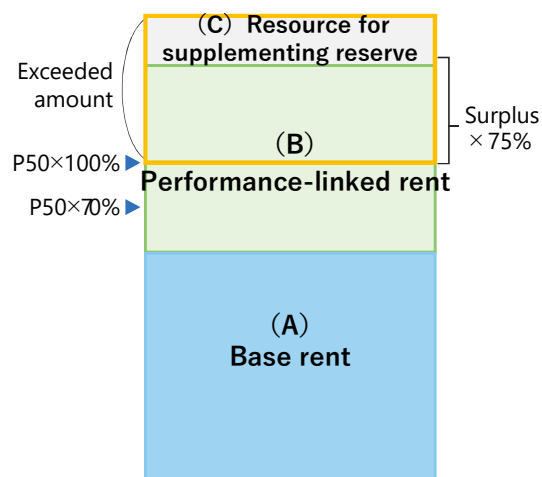 （C）Resource for
supplementing reserve
Exceeded
amount
Surplus
×75%
（B）
P50×100%
Performance-linked rent
P50×70%
（A）
Base rent